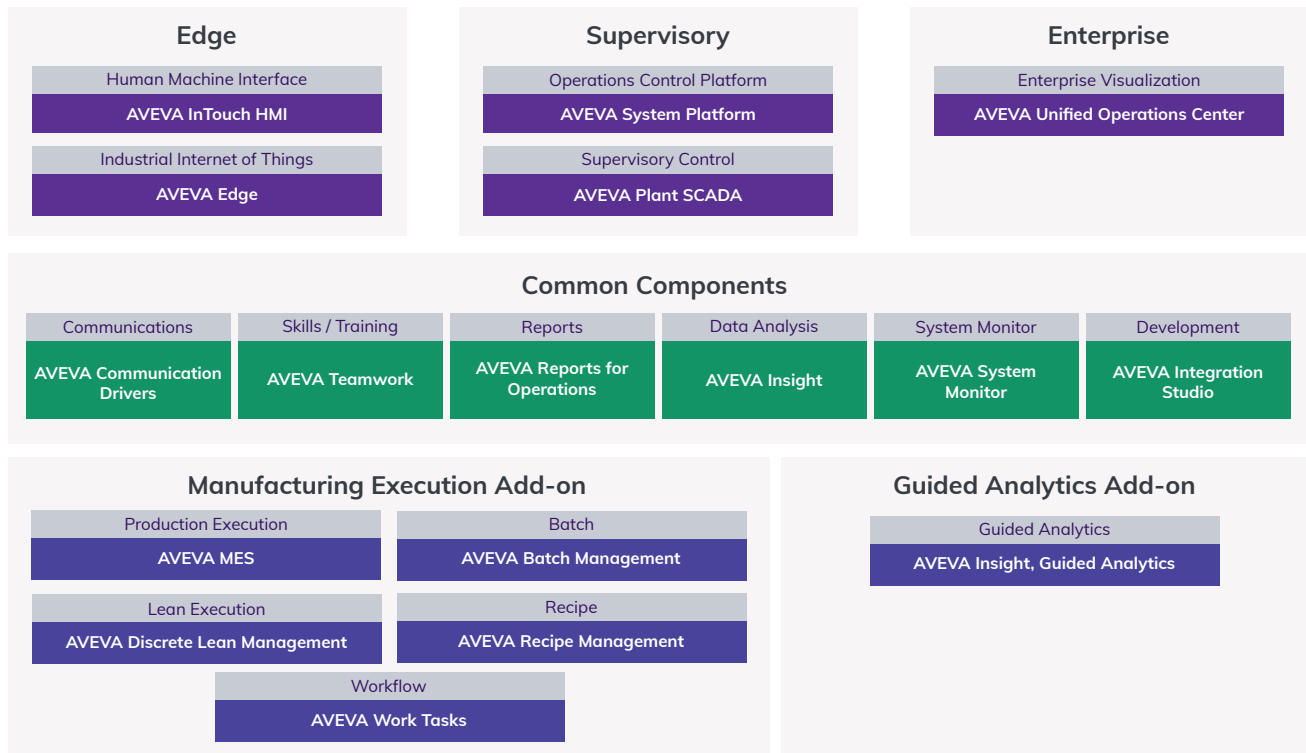 Edge
Human Machine Interface
AVEVA InTouch HMI
Industrial Internet of Things
AVEVA Edge
Supervisory
Operations Control Platform
AVEVA System Platform
Supervisory Control
AVEVA Plant SCADA
Enterprise
Enterprise Visualization
AVEVA Unified Operations Center
Common Components
Communications
AVEVA Communication
Drivers
Skills / Training
AVEVA Teamwork
Reports
AVEVA Reports for
Operations
Data Analysis
AVEVA Insight
System Monitor
AVEVA System
Monitor
Development
AVEVA Integration
Studio
Manufacturing Execution Add-on
Production Execution
AVEVA MES
Batch
AVEVA Batch Management
Lean Execution
AVEVA Discrete Lean Management
Recipe
AVEVA Recipe Management
Workflow
AVEVA Work Tasks
Guided Analytics Add-on
Guided Analytics
AVEVA Insight, Guided Analytics